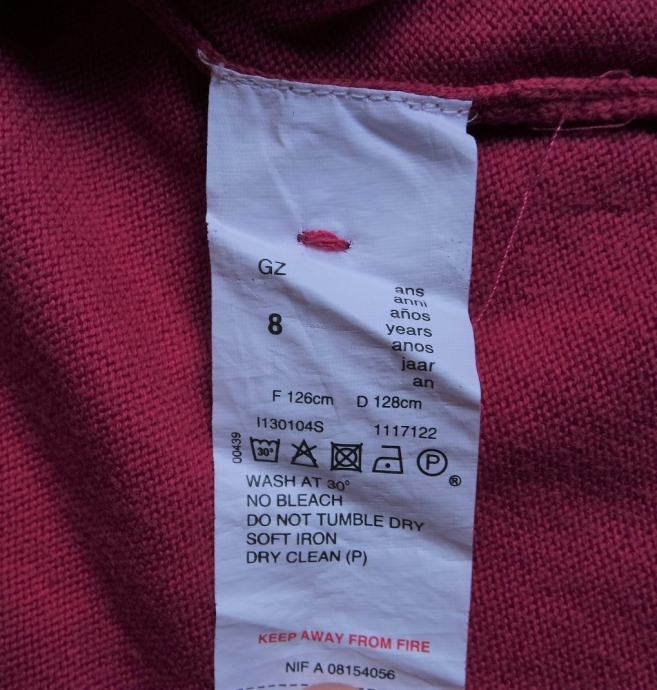 GZ
8
ans
anni
años
years
anos
jaar
an
F 126cm D 128cm
I130104S 1117122
00439
30° P ®
WASH AT 30°
NO BLEACH
DO NOT TUMBLE DRY
SOFT IRON
DRY CLEAN (P)
KEEP AWAY FROM FIRE
NIF A 08154056